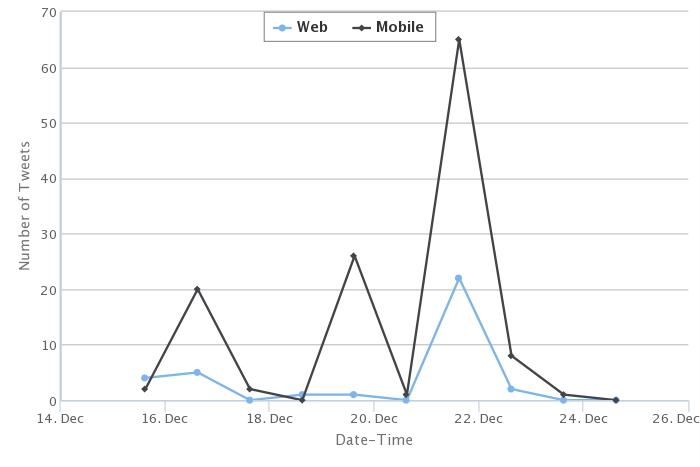 Web Mobile
70
60
50
40
30
20
10
0
Number of Tweets
14. Dec 16. Dec 18. Dec 20. Dec 22. Dec 24. Dec 26. Dec
Date-Time